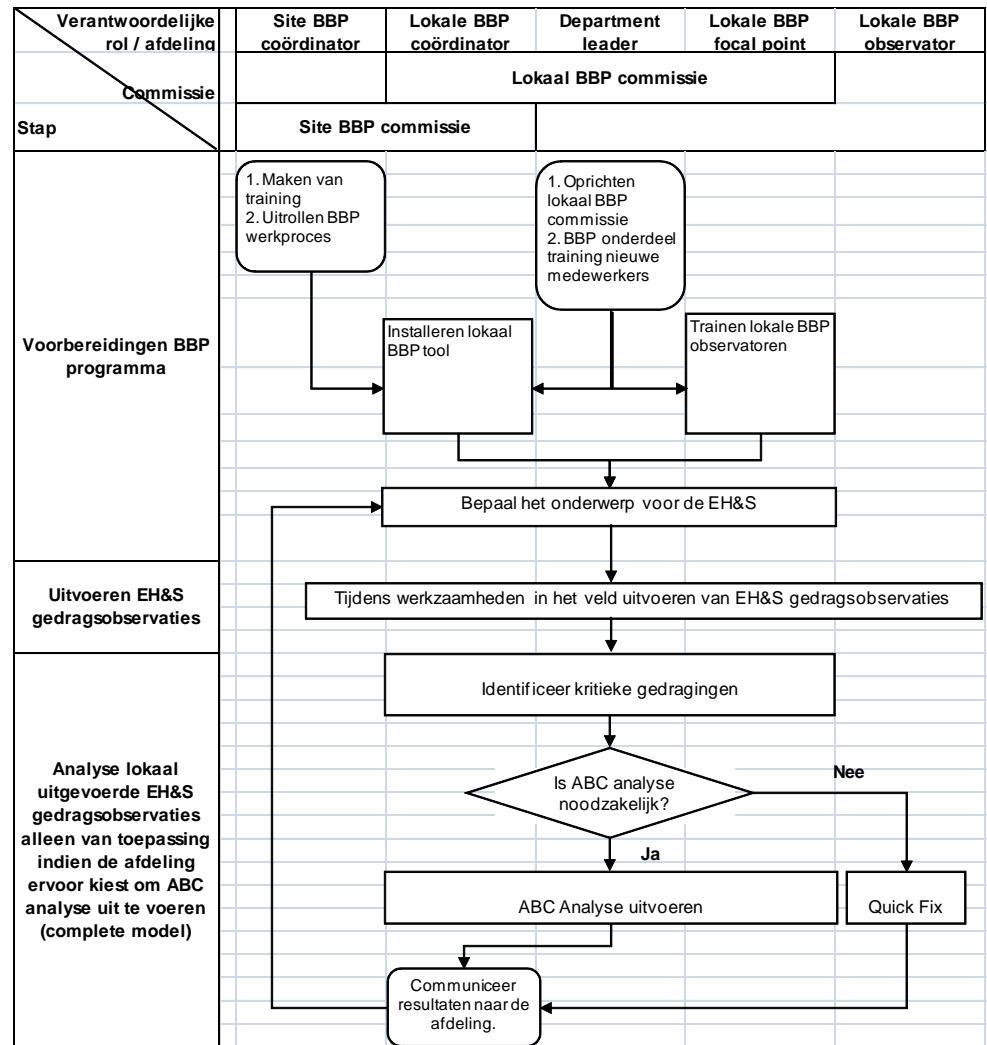 Verantwoordelijke
rol / afdeling
Site BBP
coördinator
Lokale BBP
coördinator
Department
leader
Lokale BBP
focal point
Lokale BBP
observator
Commissie
Lokaal BBP commissie
Stap
Site BBP commissie
1. Maken van
training
2. Uitrollen BBP
werkproces
1. Oprichten
lokaal BBP
commissie
2. BBP onderdeel
training nieuwe
medewerkers
Voorbereidingen BBP
programma
Installeren lokaal
BBP tool
Trainen lokale BBP
observatoren
Bepaal het onderwerp voor de EH&S
Uitvoeren EH&S
gedragsobservaties
Tijdens werkzaamheden in het veld uitvoeren van EH&S gedragsobservaties
Analyse lokaal
uitgevoerde EH&S
gedragsobservaties
alleen van toepassing
indien de afdeling
ervoor kiest om ABC
analyse uit te voeren
(complete model)
Identificeer kritieke gedragingen
Is ABC analyse
noodzakelijk?
Nee
Ja
ABC Analyse uitvoeren
Quick Fix
Communiceer
resultaten naar de
afdeling.